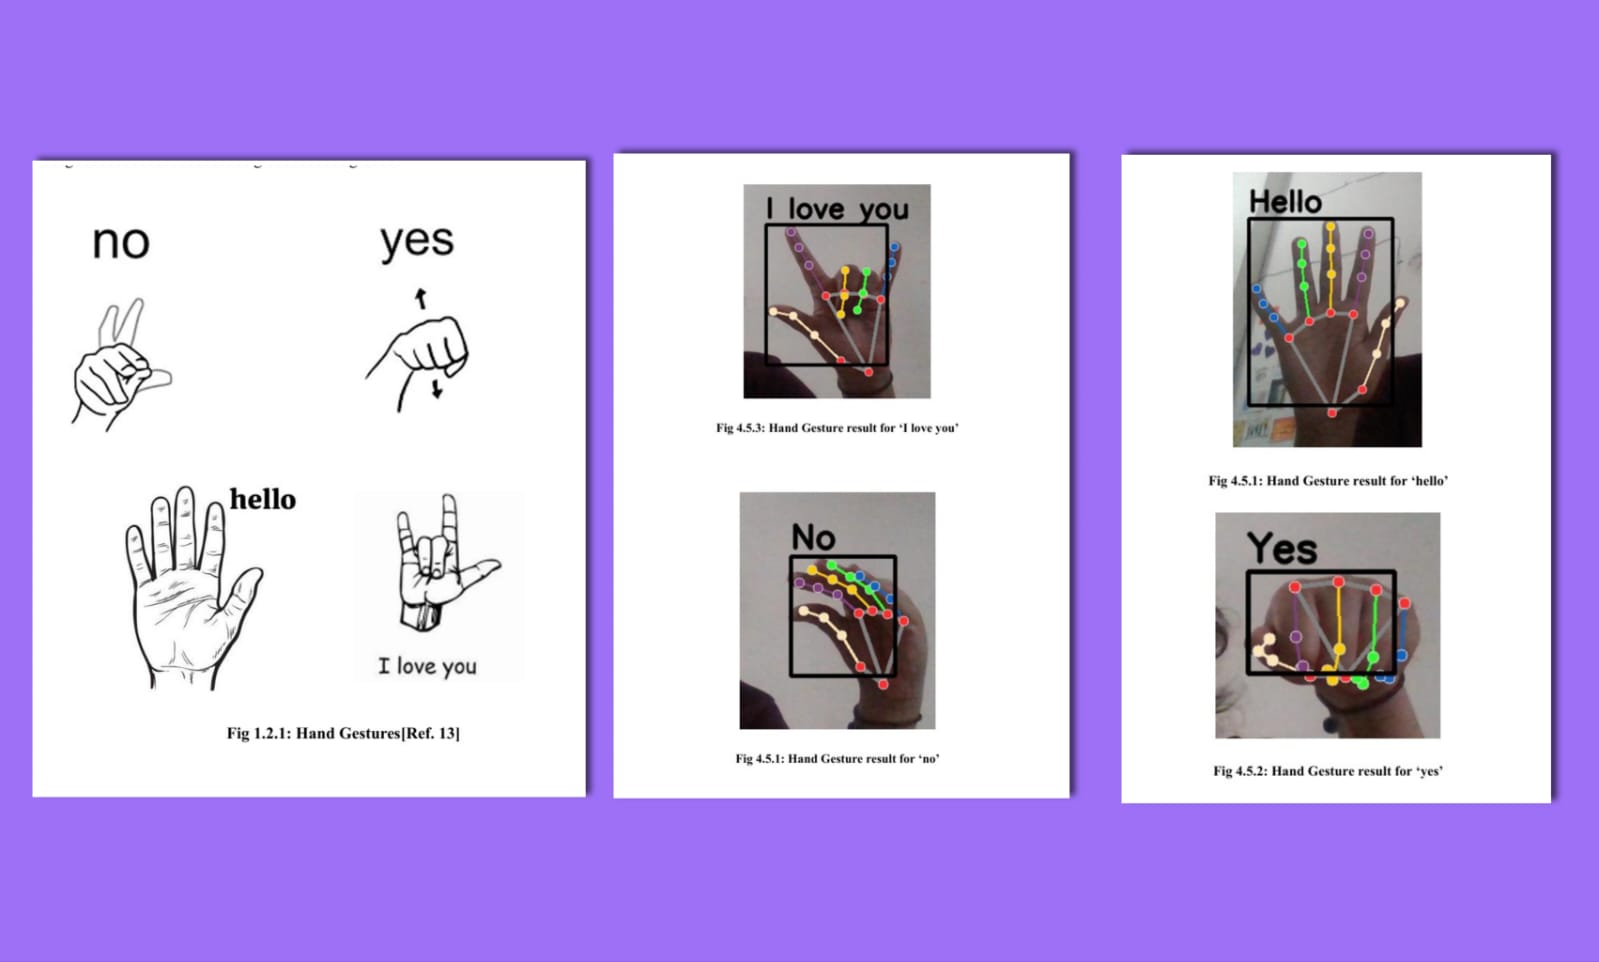 no
yes
hello
I love you
Fig 1.2.1: Hand Gestures[Ref. 13]
I love you
Fig 4.5.3: Hand Gesture result for ‘I love you’
No
Fig 4.5.1: Hand Gesture result for ‘no’
Hello
Fig 4.5.1: Hand Gesture result for ‘hello’
Yes
Fig 4.5.2: Hand Gesture result for ‘yes’